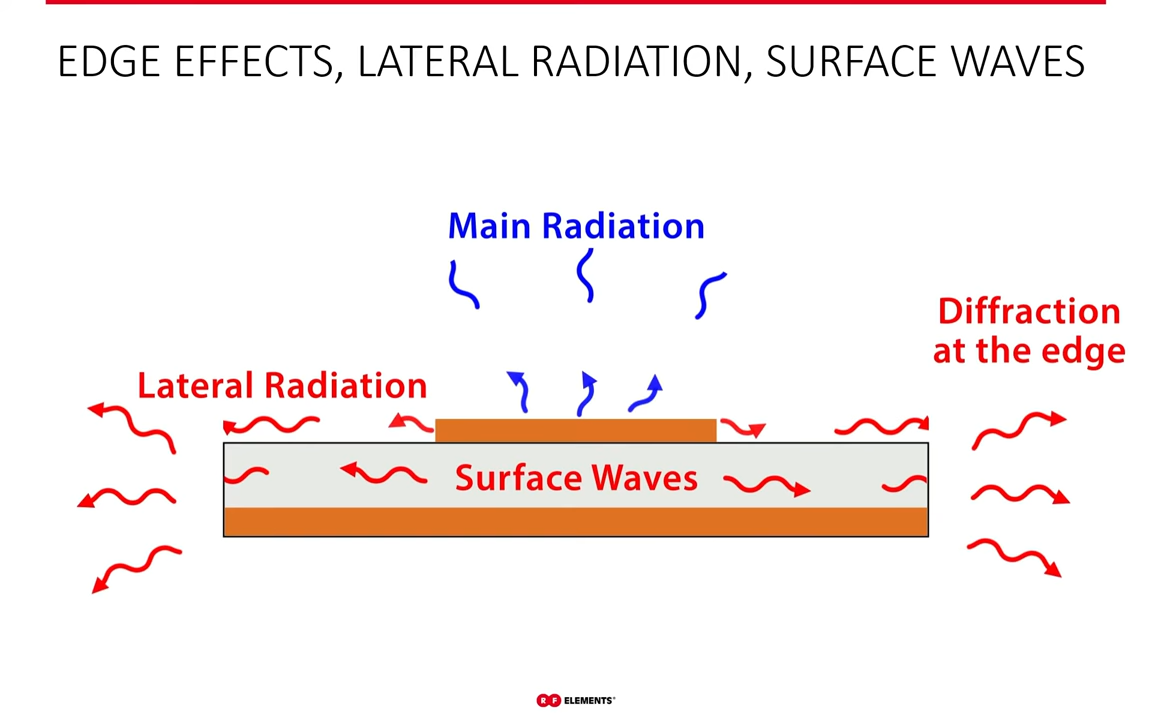 EDGE EFFECTS, LATERAL RADIATION, SURFACE WAVES
Main Radiation
Diffraction
at the edge
Lateral Radiation
Surface Waves
RF ELEMENTS®